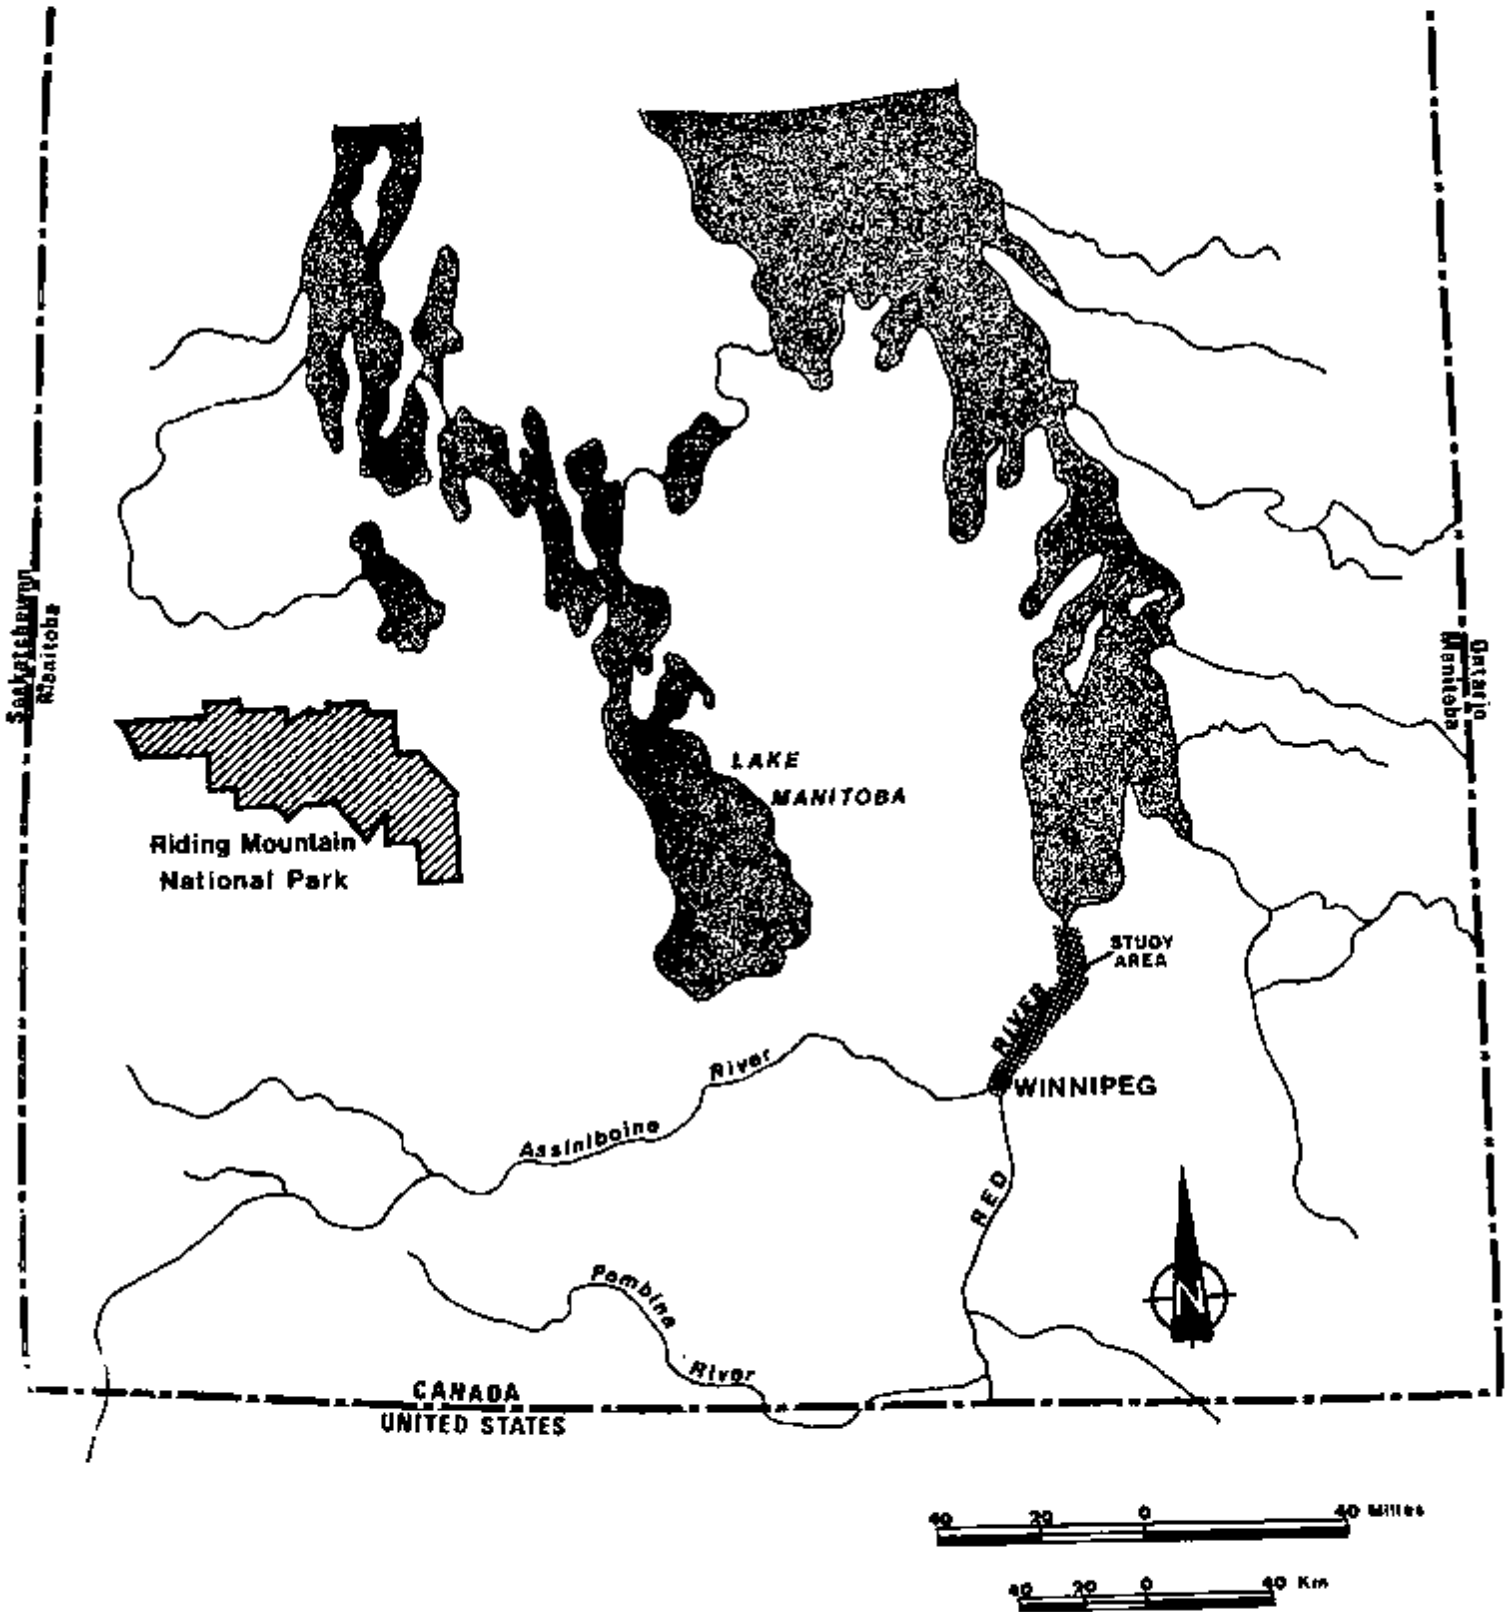 Saskatchewan
Manitoba
Ontario
Manitoba
LAKE
MANITOBA
Riding Mountain
National Park
STUDY
AREA
RIVER
WINNIPEG
River
Assiniboine
RED
Pembina
River
N
CANADA
UNITED STATES
40 20 0 40 Miles
40 20 0 40 Km